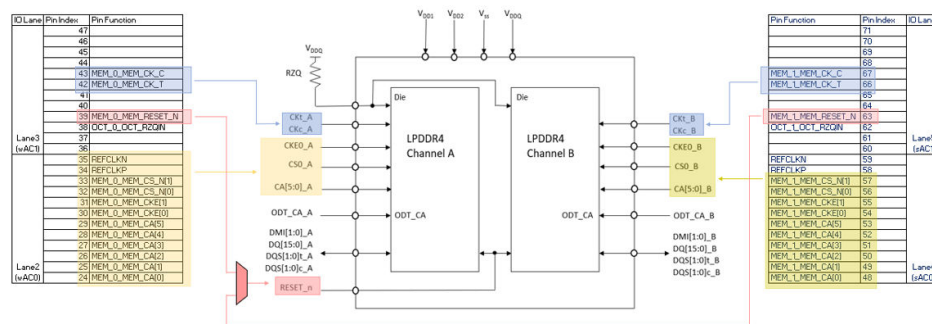 IO Lane Pin Index Pin Function
47
46
45
44
43 MEM_0_MEM_CK_C
42 MEM_0_MEM_CK_T
41
40
39 MEM_0_MEM_RESET_N
38 OCT_0_OCT_RZQIN
Lane3 37
(wAC1) 36
35 REFCLKN
34 REFCLKP
33 MEM_0_MEM_CS_N[1]
32 MEM_0_MEM_CS_N[0]
31 MEM_0_MEM_CKE[1]
30 MEM_0_MEM_CKE[0]
29 MEM_0_MEM_CA[5]
28 MEM_0_MEM_CA[4]
27 MEM_0_MEM_CA[3]
26 MEM_0_MEM_CA[2]
Lane2 25 MEM_0_MEM_CA[1]
(wAC0) 24 MEM_0_MEM_CA[0]
VDD1 VDD2 VSS VDDQ
VDDQ
RZQ
Die
Die
CKt_A
CKc_A
LPDDR4
Channel A
LPDDR4
Channel B
CKt_B
CKc_B
CKE0_A
CS0_A
CA[5:0]_A
CKE0_B
CS0_B
CA[5:0]_B
ODT_CA_A
ODT_CA
ODT_CA
ODT_CA_B
DMI[1:0]_A
DQ[15:0]_A
DQS[1:0]t_A
DQS[1:0]c_A
DMI[1:0]_B
DQ[15:0]_B
DQS[1:0]t_B
DQS[1:0]c_B
RESET_n
Pin Function Pin Index IO Lane
71
70
69
68
MEM_1_MEM_CK_C 67
MEM_1_MEM_CK_T 66
65
64
MEM_1_MEM_RESET_N 63
OCT_1_OCT_RZQIN 62
61
60 (sAC1)
REFCLKN 59
REFCLKP 58
MEM_1_MEM_CS_N[1] 57
MEM_1_MEM_CS_N[0] 56
MEM_1_MEM_CKE[1] 55
MEM_1_MEM_CKE[0] 54
MEM_1_MEM_CA[5] 53
MEM_1_MEM_CA[4] 52
MEM_1_MEM_CA[3] 51
MEM_1_MEM_CA[2] 50
MEM_1_MEM_CA[1] 49
MEM_1_MEM_CA[0] 48 (sAC0)